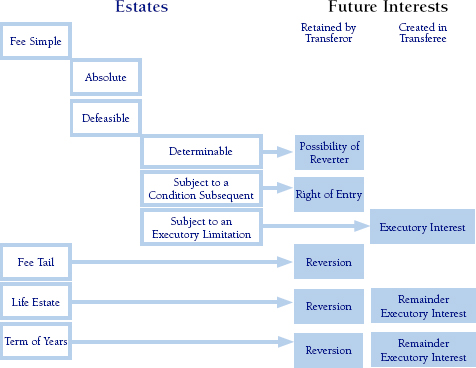 Estates
Future Interests
Retained by
Transferor
Created in
Transferee
Fee Simple
Absolute
Defeasible
Determinable
Possibility of
Reverter
Subject to a
Condition Subsequent
Right of Entry
Subject to an
Executory Limitation
Executory Interest
Fee Tail
Reversion
Life Estate
Reversion
Remainder
Executory Interest
Term of Years
Reversion
Remainder
Executory Interest